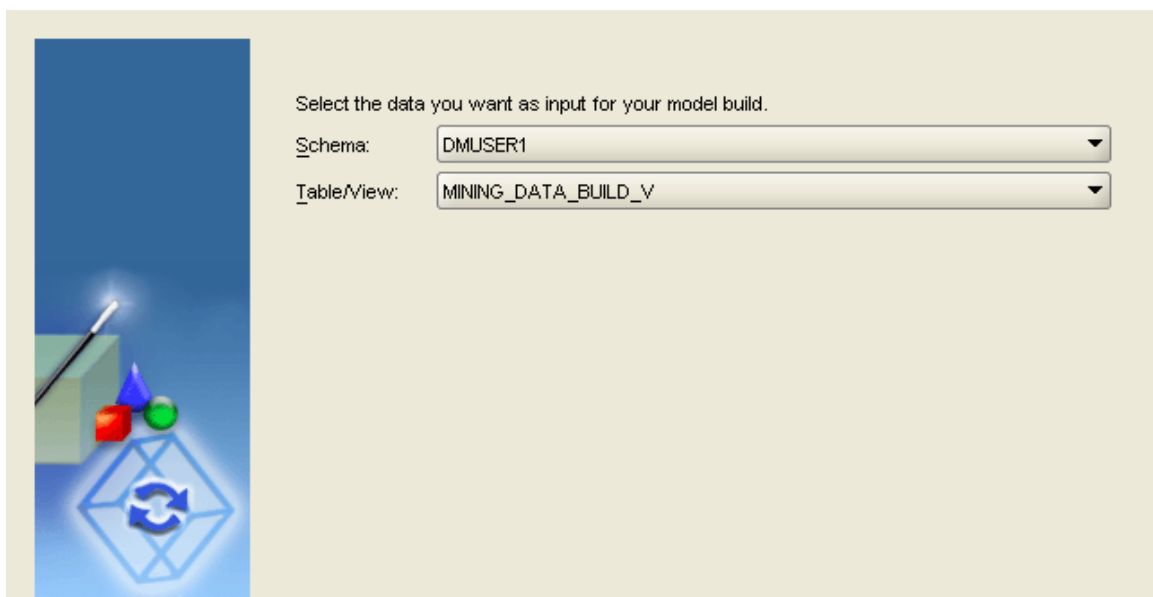 Select the data you want as input for your model build.
Schema: DMUSER1
Table/View: MINING_DATA_BUILD_V